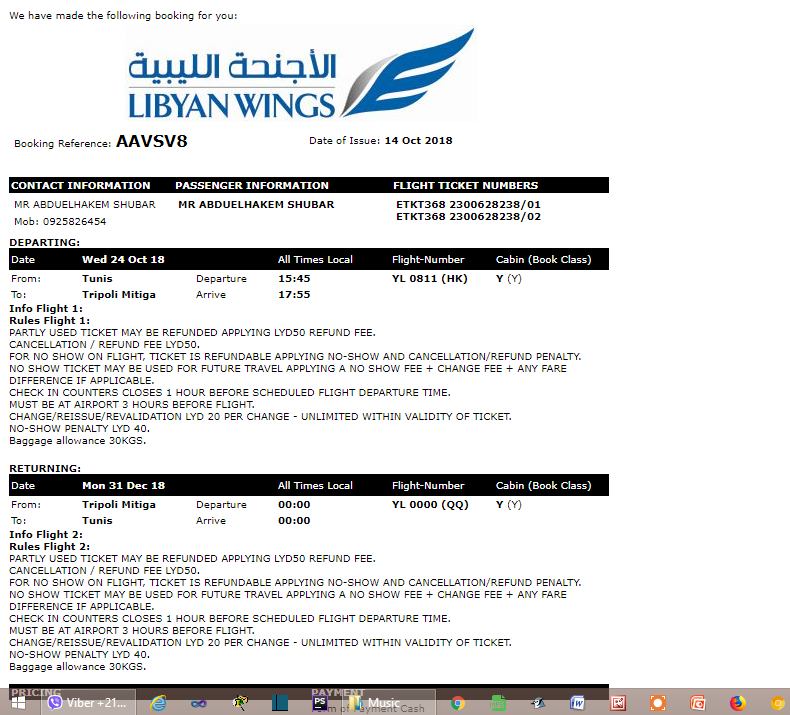 We have made the following booking for you:
الأجنحة الليبية
LIBYAN WINGS
Booking Reference: AAVSV8 Date of Issue: 14 Oct 2018
CONTACT INFORMATION PASSENGER INFORMATION FLIGHT TICKET NUMBERS
MR ABDUELHAKEM SHUBAR MR ABDUELHAKEM SHUBAR ETKT368 2300628238/01
ETKT368 2300628238/02
Mob: 0925826454
DEPARTING:
Date Wed 24 Oct 18 All Times Local Flight-Number Cabin (Book Class)
From: Tunis Departure 15:45 YL 0811 (HK) Y (Y)
To: Tripoli Mitiga Arrive 17:55
Info Flight 1:
Rules Flight 1:
PARTLY USED TICKET MAY BE REFUNDED APPLYING LYD50 REFUND FEE.
CANCELLATION / REFUND FEE LYD50.
FOR NO SHOW ON FLIGHT, TICKET IS REFUNDABLE APPLYING NO-SHOW AND CANCELLATION/REFUND PENALTY.
NO SHOW TICKET MAY BE USED FOR FUTURE TRAVEL APPLYING A NO SHOW FEE + CHANGE FEE + ANY FARE
DIFFERENCE IF APPLICABLE.
CHECK IN COUNTERS CLOSES 1 HOUR BEFORE SCHEDULED FLIGHT DEPARTURE TIME.
MUST BE AT AIRPORT 3 HOURS BEFORE FLIGHT.
CHANGE/REISSUE/REVALIDATION LYD 20 PER CHANGE - UNLIMITED WITHIN VALIDITY OF TICKET.
NO-SHOW PENALTY LYD 40.
Baggage allowance 30KGS.
RETURNING:
Date Mon 31 Dec 18 All Times Local Flight-Number Cabin (Book Class)
From: Tripoli Mitiga Departure 00:00 YL 0000 (QQ) Y (Y)
To: Tunis Arrive 00:00
Info Flight 2:
Rules Flight 2:
PARTLY USED TICKET MAY BE REFUNDED APPLYING LYD50 REFUND FEE.
CANCELLATION / REFUND FEE LYD50.
FOR NO SHOW ON FLIGHT, TICKET IS REFUNDABLE APPLYING NO-SHOW AND CANCELLATION/REFUND PENALTY.
NO SHOW TICKET MAY BE USED FOR FUTURE TRAVEL APPLYING A NO SHOW FEE + CHANGE FEE + ANY FARE
DIFFERENCE IF APPLICABLE.
CHECK IN COUNTERS CLOSES 1 HOUR BEFORE SCHEDULED FLIGHT DEPARTURE TIME.
MUST BE AT AIRPORT 3 HOURS BEFORE FLIGHT.
CHANGE/REISSUE/REVALIDATION LYD 20 PER CHANGE - UNLIMITED WITHIN VALIDITY OF TICKET.
NO-SHOW PENALTY LYD 40.
Baggage allowance 30KGS.
PRICING PAYMENT
Form of Payment Cash
Viber +21... PS Music